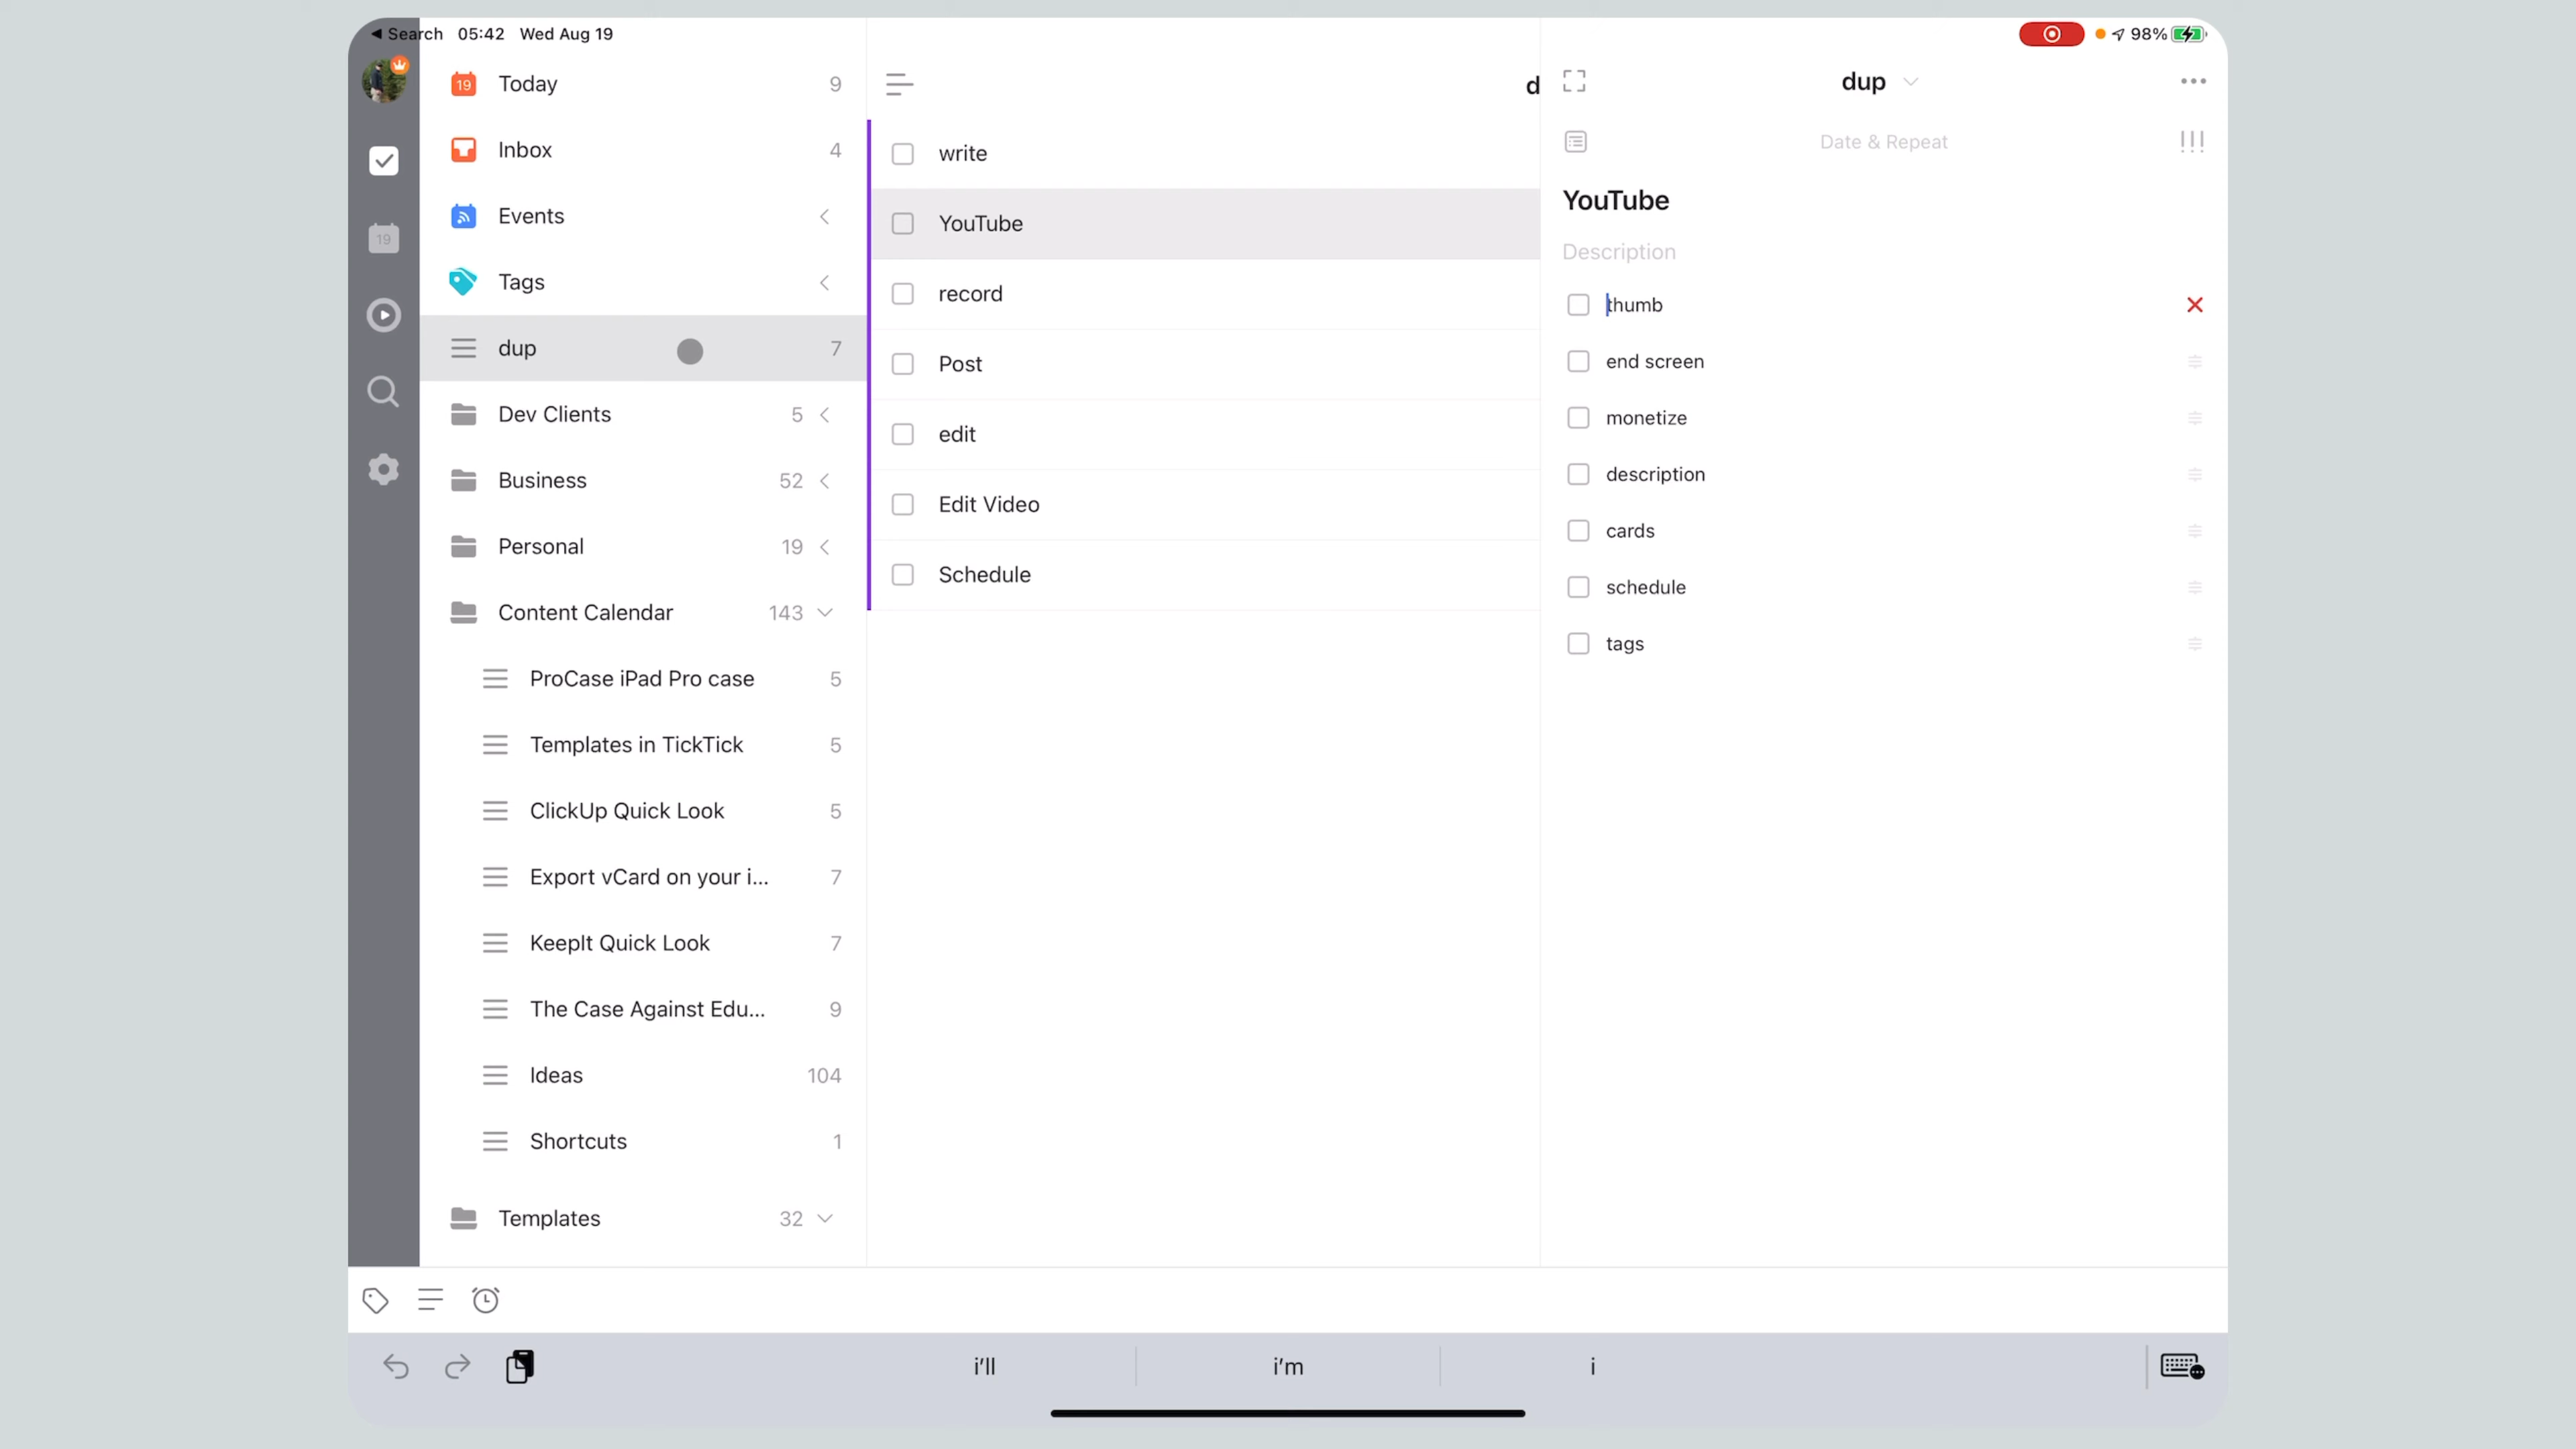 ◀ Search 05:42 Wed Aug 19
98%
19 Today 9
Inbox 4
Events
Tags
dup 7
Dev Clients 5
Business 52
Personal 19
Content Calendar 143
ProCase iPad Pro case 5
Templates in TickTick 5
ClickUp Quick Look 5
Export vCard on your i... 7
KeepIt Quick Look 7
The Case Against Edu... 9
Ideas 104
Shortcuts 1
Templates 32
19
d
write
YouTube
record
Post
edit
Edit Video
Schedule
dup
Date & Repeat
YouTube
Description
thumb
end screen
monetize
description
cards
schedule
tags
i'll i'm i